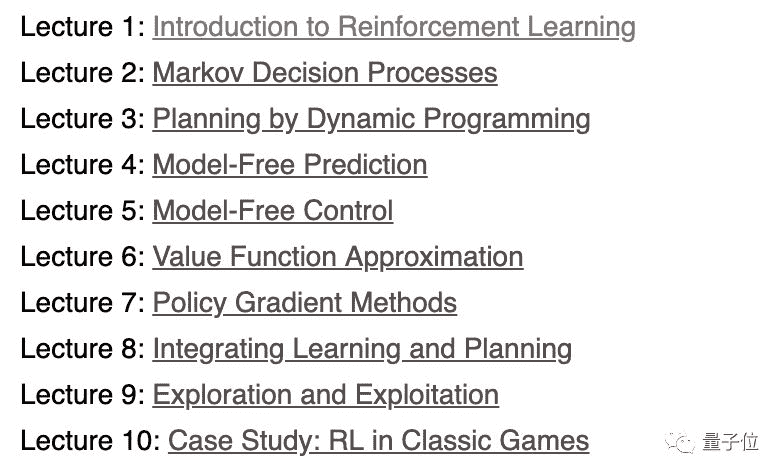 Lecture 1: Introduction to Reinforcement Learning
Lecture 2: Markov Decision Processes
Lecture 3: Planning by Dynamic Programming
Lecture 4: Model-Free Prediction
Lecture 5: Model-Free Control
Lecture 6: Value Function Approximation
Lecture 7: Policy Gradient Methods
Lecture 8: Integrating Learning and Planning
Lecture 9: Exploration and Exploitation
Lecture 10: Case Study: RL in Classic Games
量子位